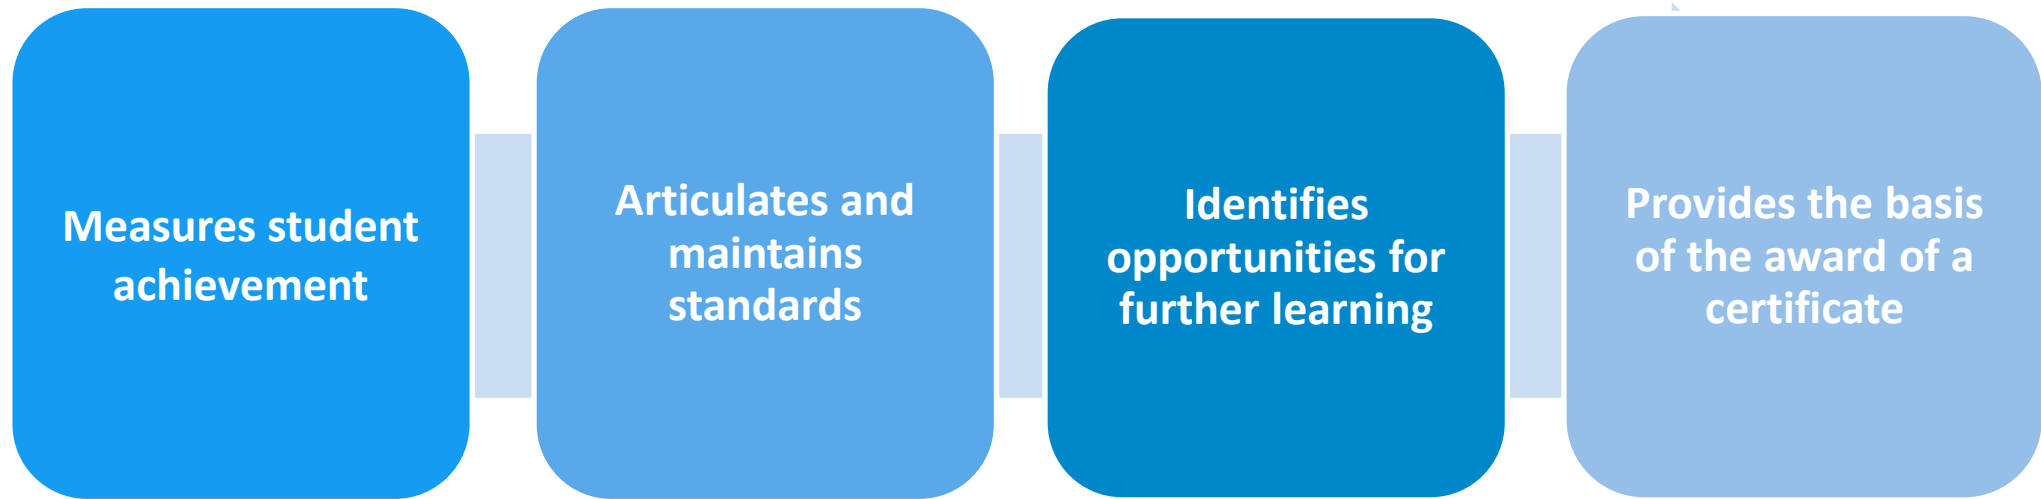 Measures student
achievement
Articulates and
maintains
standards
Identifies
opportunities for
further learning
Provides the basis
of the award of a
certificate